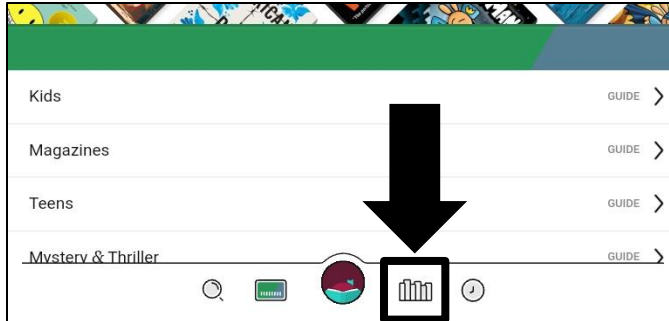 Kids GUIDE
Magazines GUIDE
Teens GUIDE
Mystery & Thriller GUIDE